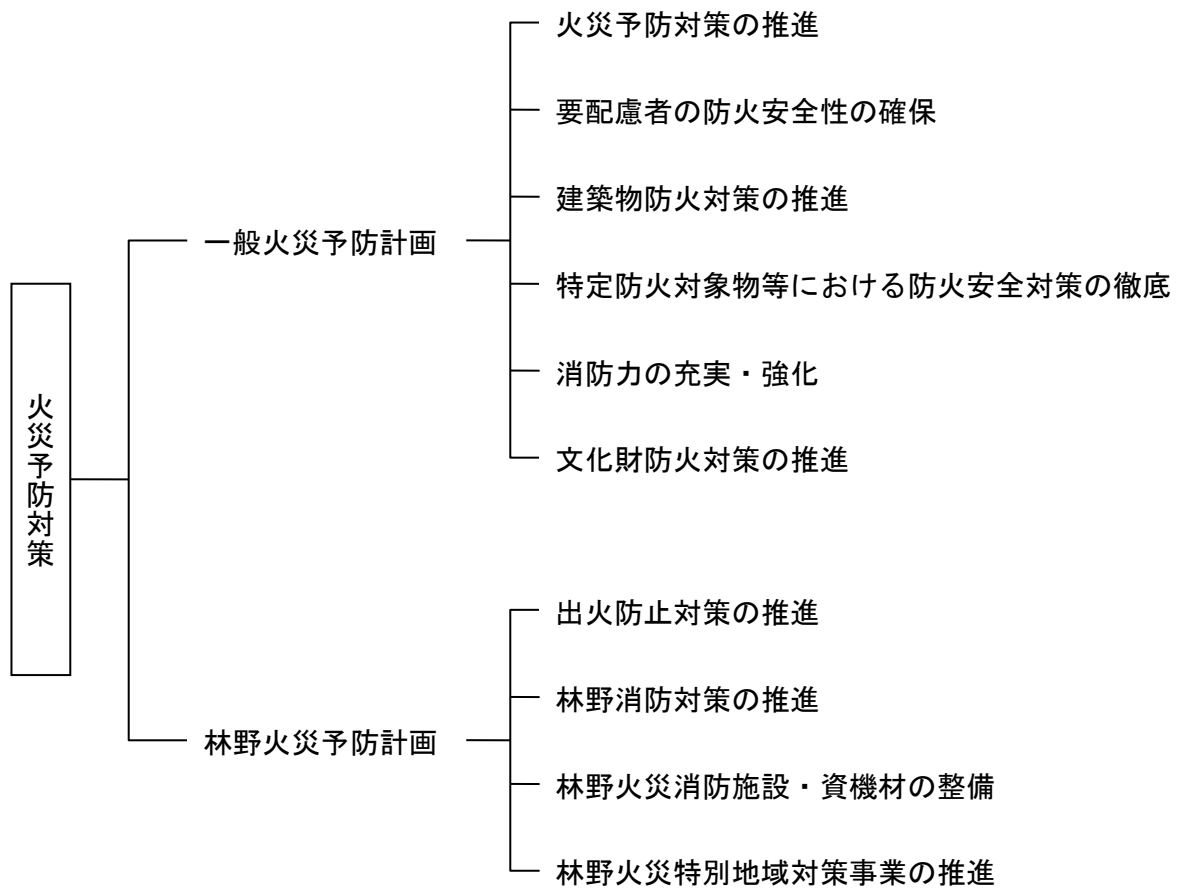 火災予防対策
一般火災予防計画
火災予防対策の推進
要配慮者の防火安全性の確保
建築物防火対策の推進
特定防火対象物等における防火安全対策の徹底
消防力の充実・強化
文化財防火対策の推進
林野火災予防計画
出火防止対策の推進
林野消防対策の推進
林野火災消防施設・資機材の整備
林野火災特別地域対策事業の推進